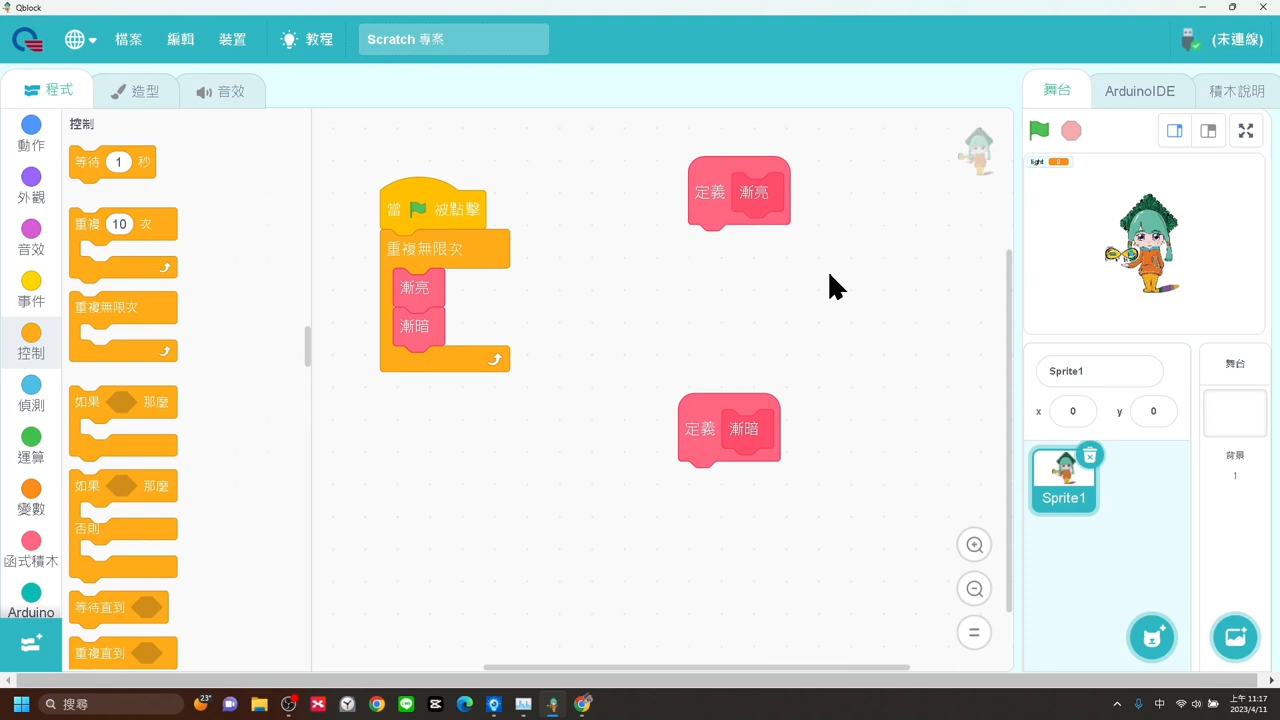 Qblock
檔案 編輯 裝置 教程 Scratch 專案 (未連線)
程式 造型 音效
舞台 ArduinoIDE 積木說明
動作
外觀
音效
事件
控制
偵測
運算
變數
函式積木
Arduino
控制
等待 1 秒
重複 10 次
重複無限次
如果 那麼
如果 那麼
否則
等待直到
重複直到
當 被點擊
重複無限次
漸亮
漸暗
定義 漸亮
定義 漸暗
light 0
Sprite1
x 0 y 0
Sprite1
舞台
背景
1
搜尋
23°
中
上午 11:17
2023/4/11